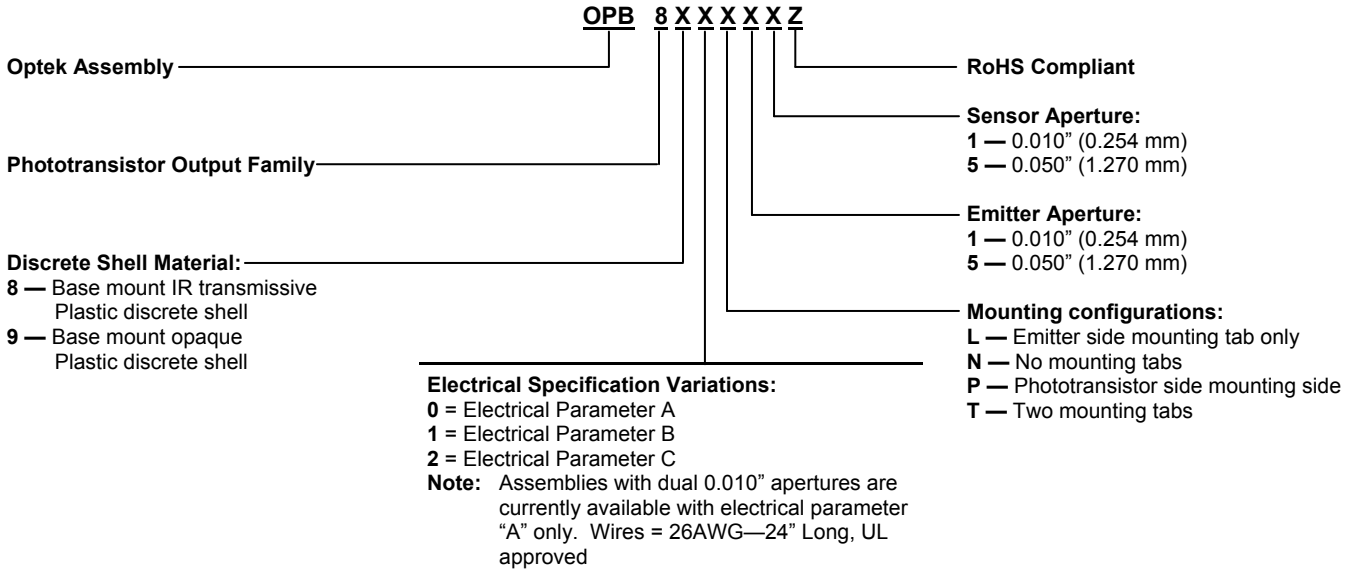 OPB 8 X X X X X Z
Optek Assembly
RoHS Compliant
Sensor Aperture:
1 — 0.010” (0.254 mm)
5 — 0.050” (1.270 mm)
Phototransistor Output Family
Emitter Aperture:
1 — 0.010” (0.254 mm)
5 — 0.050” (1.270 mm)
Discrete Shell Material:
8 — Base mount IR transmissive
Plastic discrete shell
9 — Base mount opaque
Plastic discrete shell
Mounting configurations:
L — Emitter side mounting tab only
N — No mounting tabs
P — Phototransistor side mounting side
T — Two mounting tabs
Electrical Specification Variations:
0 = Electrical Parameter A
1 = Electrical Parameter B
2 = Electrical Parameter C
Note: Assemblies with dual 0.010” apertures are
currently available with electrical parameter
“A” only. Wires = 26AWG—24” Long, UL
approved